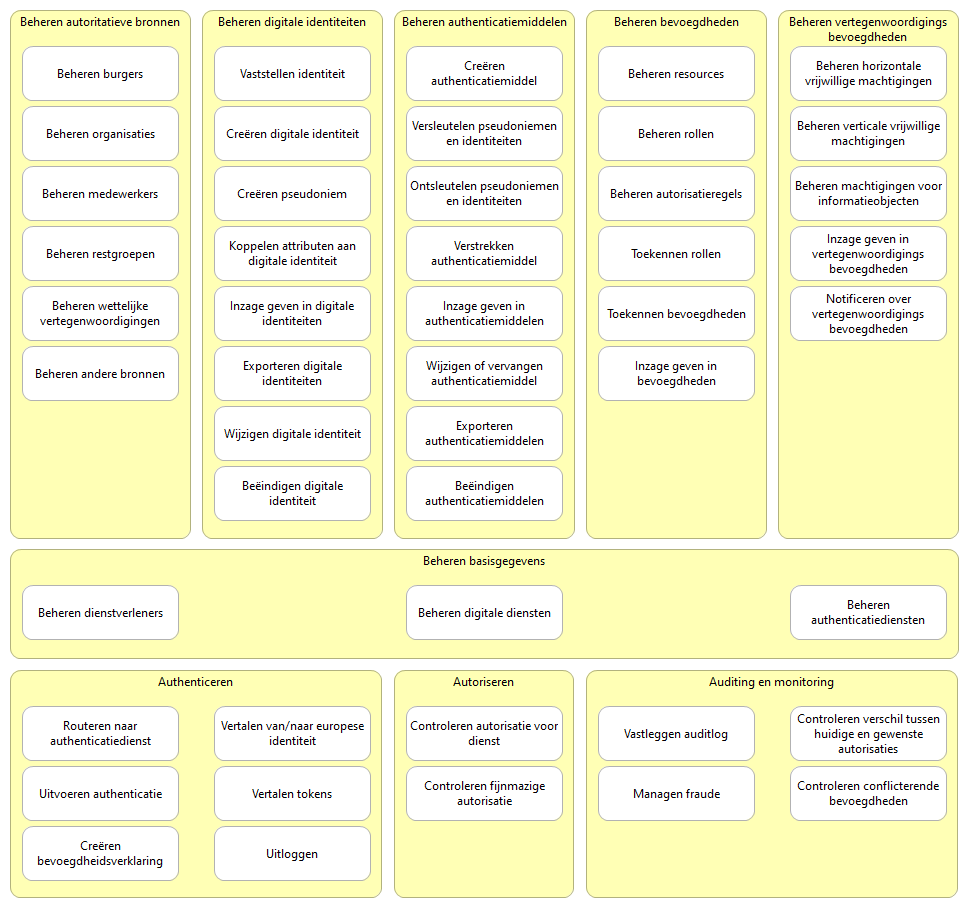 Beheren autoritatieve bronnen
Beheren burgers
Beheren organisaties
Beheren medewerkers
Beheren restgroepen
Beheren wettelijke
vertegenwoordigingen
Beheren andere bronnen
Beheren digitale identiteiten
Vaststellen identiteit
Creëren digitale identiteit
Creëren pseudoniem
Koppelen attributen aan
digitale identiteit
Inzage geven in digitale
identiteiten
Exporteren digitale
identiteiten
Wijzigen digitale identiteit
Beëindigen digitale
identiteit
Beheren authenticatiemiddelen
Creëren
authenticatiemiddel
Versleutelen pseudoniemen
en identiteiten
Ontsleutelen pseudoniemen
en identiteiten
Verstrekken
authenticatiemiddel
Inzage geven in
authenticatiemiddelen
Wijzigen of vervangen
authenticatiemiddel
Exporteren
authenticatiemiddelen
Beëindigen
authenticatiemiddelen
Beheren bevoegdheden
Beheren resources
Beheren rollen
Beheren autorisatieregels
Toekennen rollen
Toekennen bevoegdheden
Inzage geven in
bevoegdheden
Beheren vertegenwoordigings
bevoegdheden
Beheren horizontale
vrijwillige machtigingen
Beheren verticale vrijwillige
machtigingen
Beheren machtigingen voor
informatieobjecten
Inzage geven in
vertegenwoordigings
bevoegdheden
Notificeren over
vertegenwoordigings
bevoegdheden
Beheren basisgegevens
Beheren dienstverleners
Beheren digitale diensten
Beheren
authenticatiediensten
Authenticeren
Routeren naar
authenticatiedienst
Vertalen van/naar europese
identiteit
Uitvoeren authenticatie
Vertalen tokens
Creëren
bevoegdheidsverklaring
Uitloggen
Autoriseren
Controleren autorisatie voor
dienst
Controleren fijnmazige
autorisatie
Auditing en monitoring
Vastleggen auditlog
Controleren verschil tussen
huidige en gewenste
autorisaties
Managen fraude
Controleren conflicterende
bevoegdheden